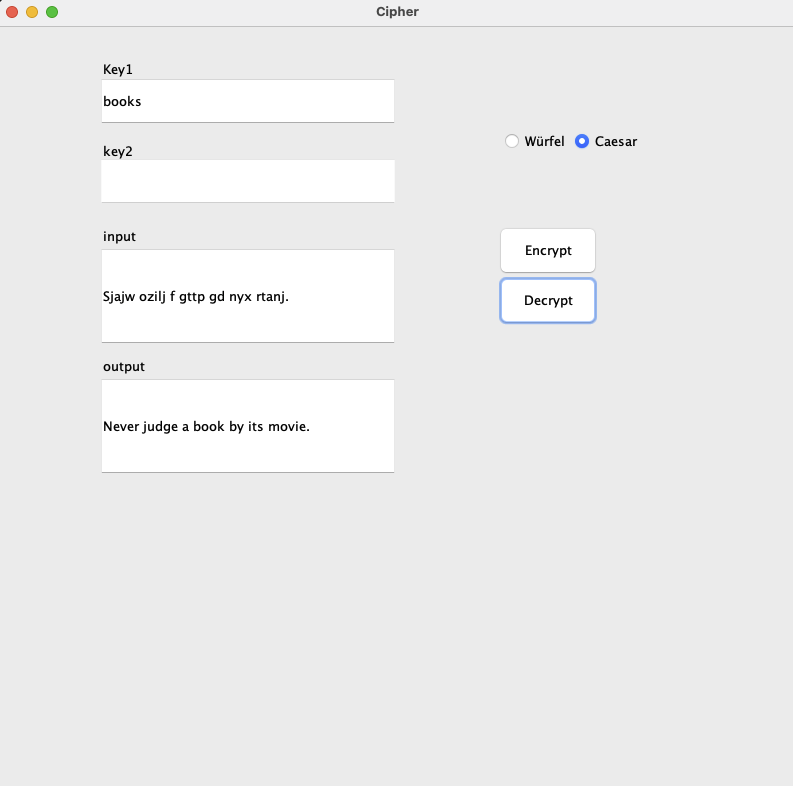 Cipher
Key1
books
key2
Würfel Caesar
input
Encrypt
Sjajw ozilj f gttp gd nyx rtanj.
Decrypt
output
Never judge a book by its movie.